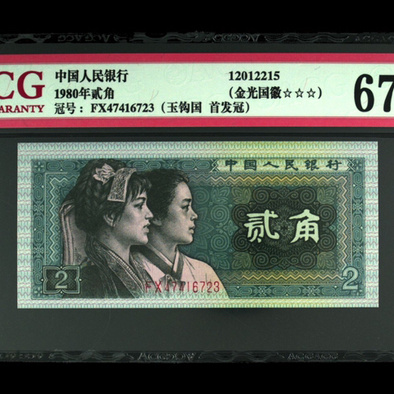 CG
ARANTY
中国人民银行
1980年贰角
冠号: FX47416723 (玉钩国 首发冠)
12012215
(金光国徽☆☆☆)
67
中国人民银行
贰角
2
FX47416723
2